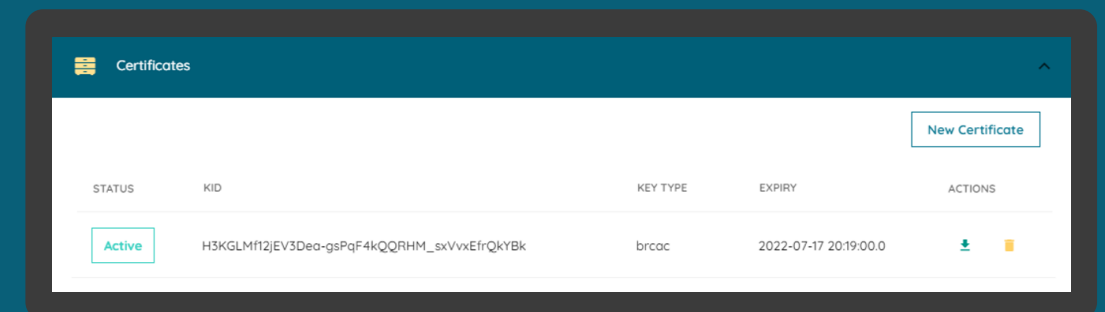 Certificates
New Certificate
STATUS KID KEY TYPE EXPIRY ACTIONS
Active H3KGLMf12jEV3Dea-gsPqF4kQQRHM_sxVvxEfrQkYBk brcac 2022-07-17 20:19:00.0